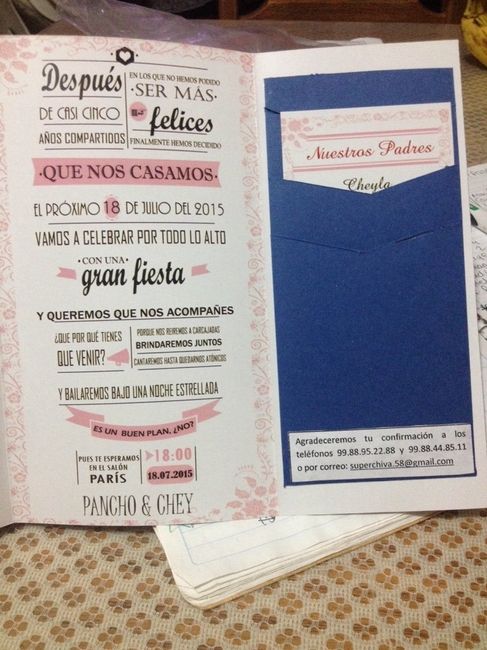 Después
DE CASI CINCO
AÑOS COMPARTIDOS
EN LOS QUE NO HEMOS PODIDO
SER MÁS
felices
FINALMENTE HEMOS DECIDIDO
QUE NOS CASAMOS
EL PRÓXIMO 18 DE JULIO DEL 2015
VAMOS A CELEBRAR POR TODO LO ALTO
CON UNA
gran fiesta
Y QUEREMOS QUE NOS ACOMPAÑES
¿QUE POR QUÉ TIENES
QUE VENIR?
PORQUE NOS REIREMOS A CARCAJADAS
BRINDAREMOS JUNTOS
CANTAREMOS HASTA QUEDARNOS AFÓNICOS
Y BAILAREMOS BAJO UNA NOCHE ESTRELLADA
ES UN BUEN PLAN, ¿NO?
PUES TE ESPERAMOS
EN EL SALÓN
PARÍS
18:00
18.07.2015
PANCHO & CHEY
Nuestros Padres
Cheyla
Agradeceremos tu confirmación a los
teléfonos 99.88.95.22.88 y 99.88.44.85.11
o por correo: superchiva.58@gmail.com